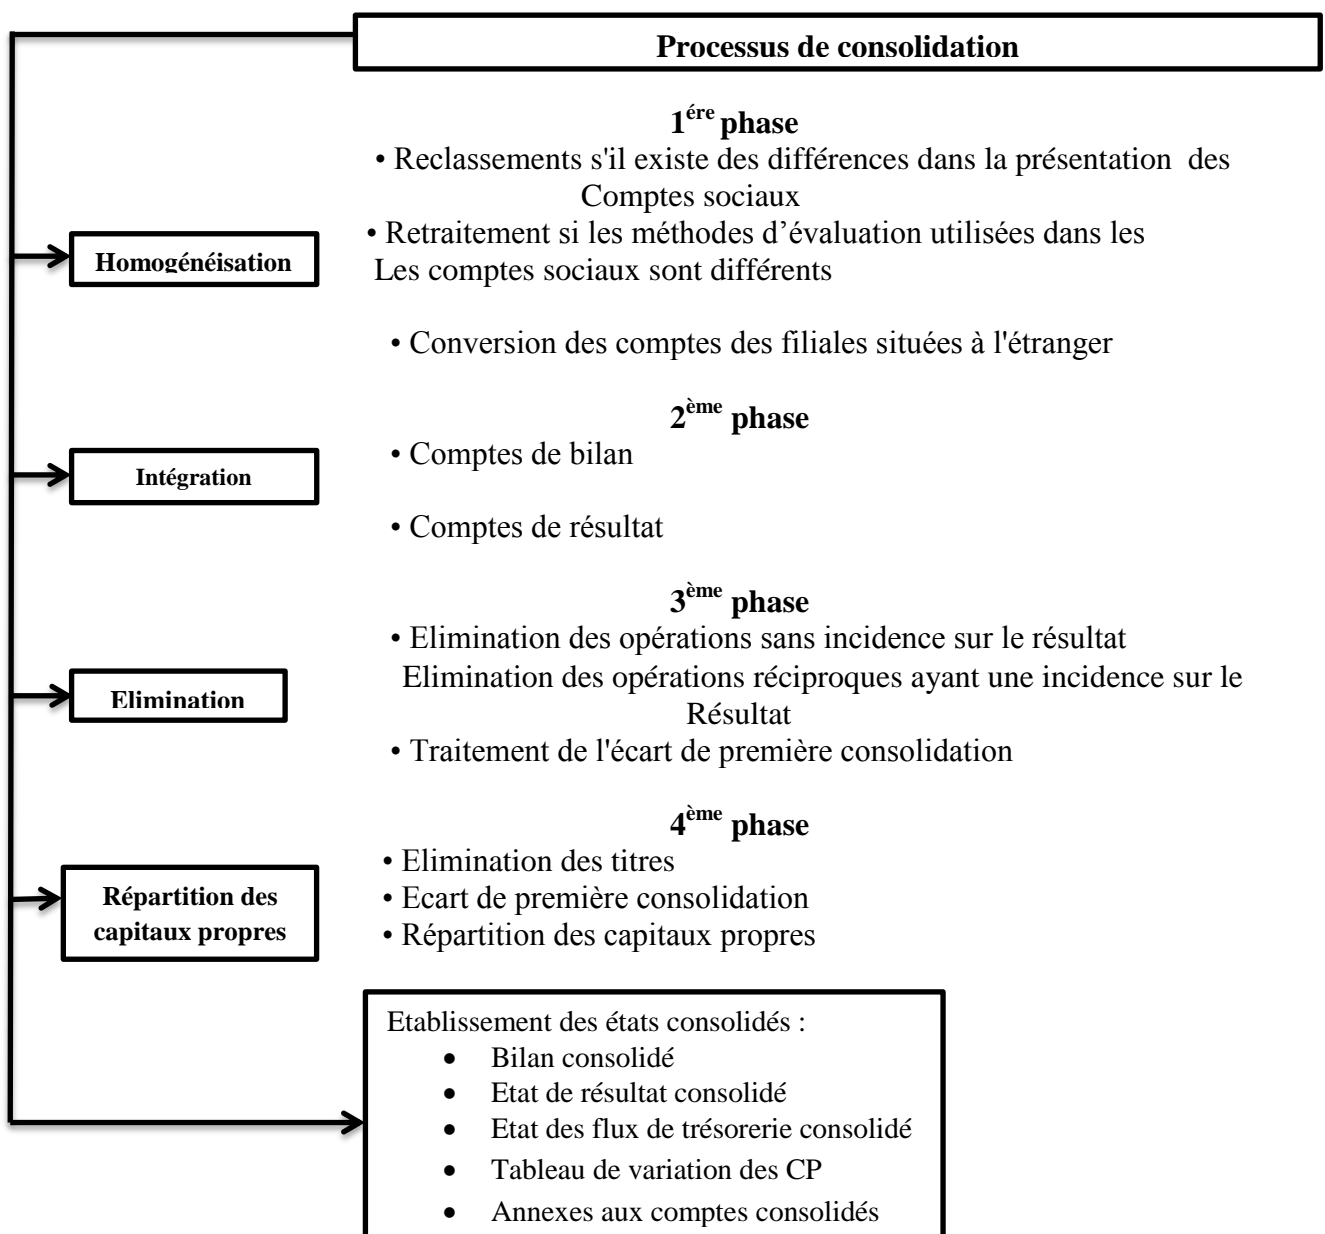 Processus de consolidation
1ére phase
• Reclassements s'il existe des différences dans la présentation des
Comptes sociaux
• Retraitement si les méthodes d’évaluation utilisées dans les
Homogénéisation
Les comptes sociaux sont différents
• Conversion des comptes des filiales situées à l'étranger
2ème phase
• Comptes de bilan
Intégration
• Comptes de résultat
3ème phase
• Elimination des opérations sans incidence sur le résultat
Elimination des opérations réciproques ayant une incidence sur le
Elimination
Résultat
• Traitement de l'écart de première consolidation
4ème phase
• Elimination des titres
Répartition des
capitaux propres
• Ecart de première consolidation
• Répartition des capitaux propres
Etablissement des états consolidés :
• Bilan consolidé
• Etat de résultat consolidé
• Etat des flux de trésorerie consolidé
• Tableau de variation des CP
• Annexes aux comptes consolidés